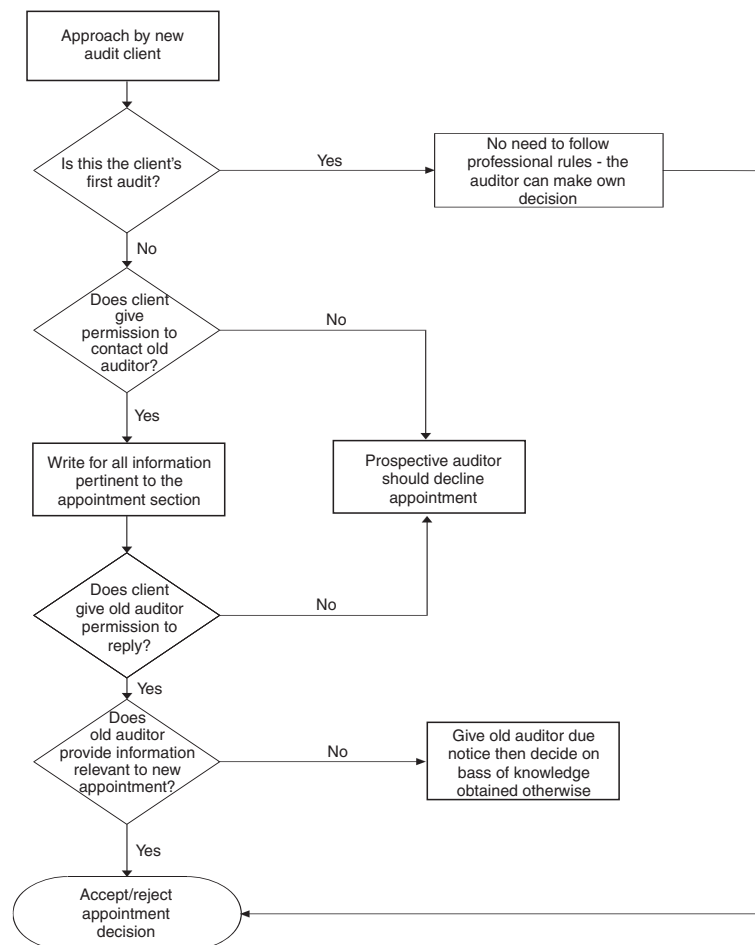 Approach by new
audit client
Is this the client's
first audit?
Yes
No need to follow
professional rules - the
auditor can make own
decision
No
Does client
give
permission to
contact old
auditor?
No
Yes
Write for all information
pertinent to the
appointment section
Prospective auditor
should decline
appointment
Does client
give old auditor
permission to
reply?
No
Yes
Does
old auditor
provide information
relevant to new
appointment?
No
Give old auditor due
notice then decide on
bass of knowledge
obtained otherwise
Yes
Accept/reject
appointment
decision